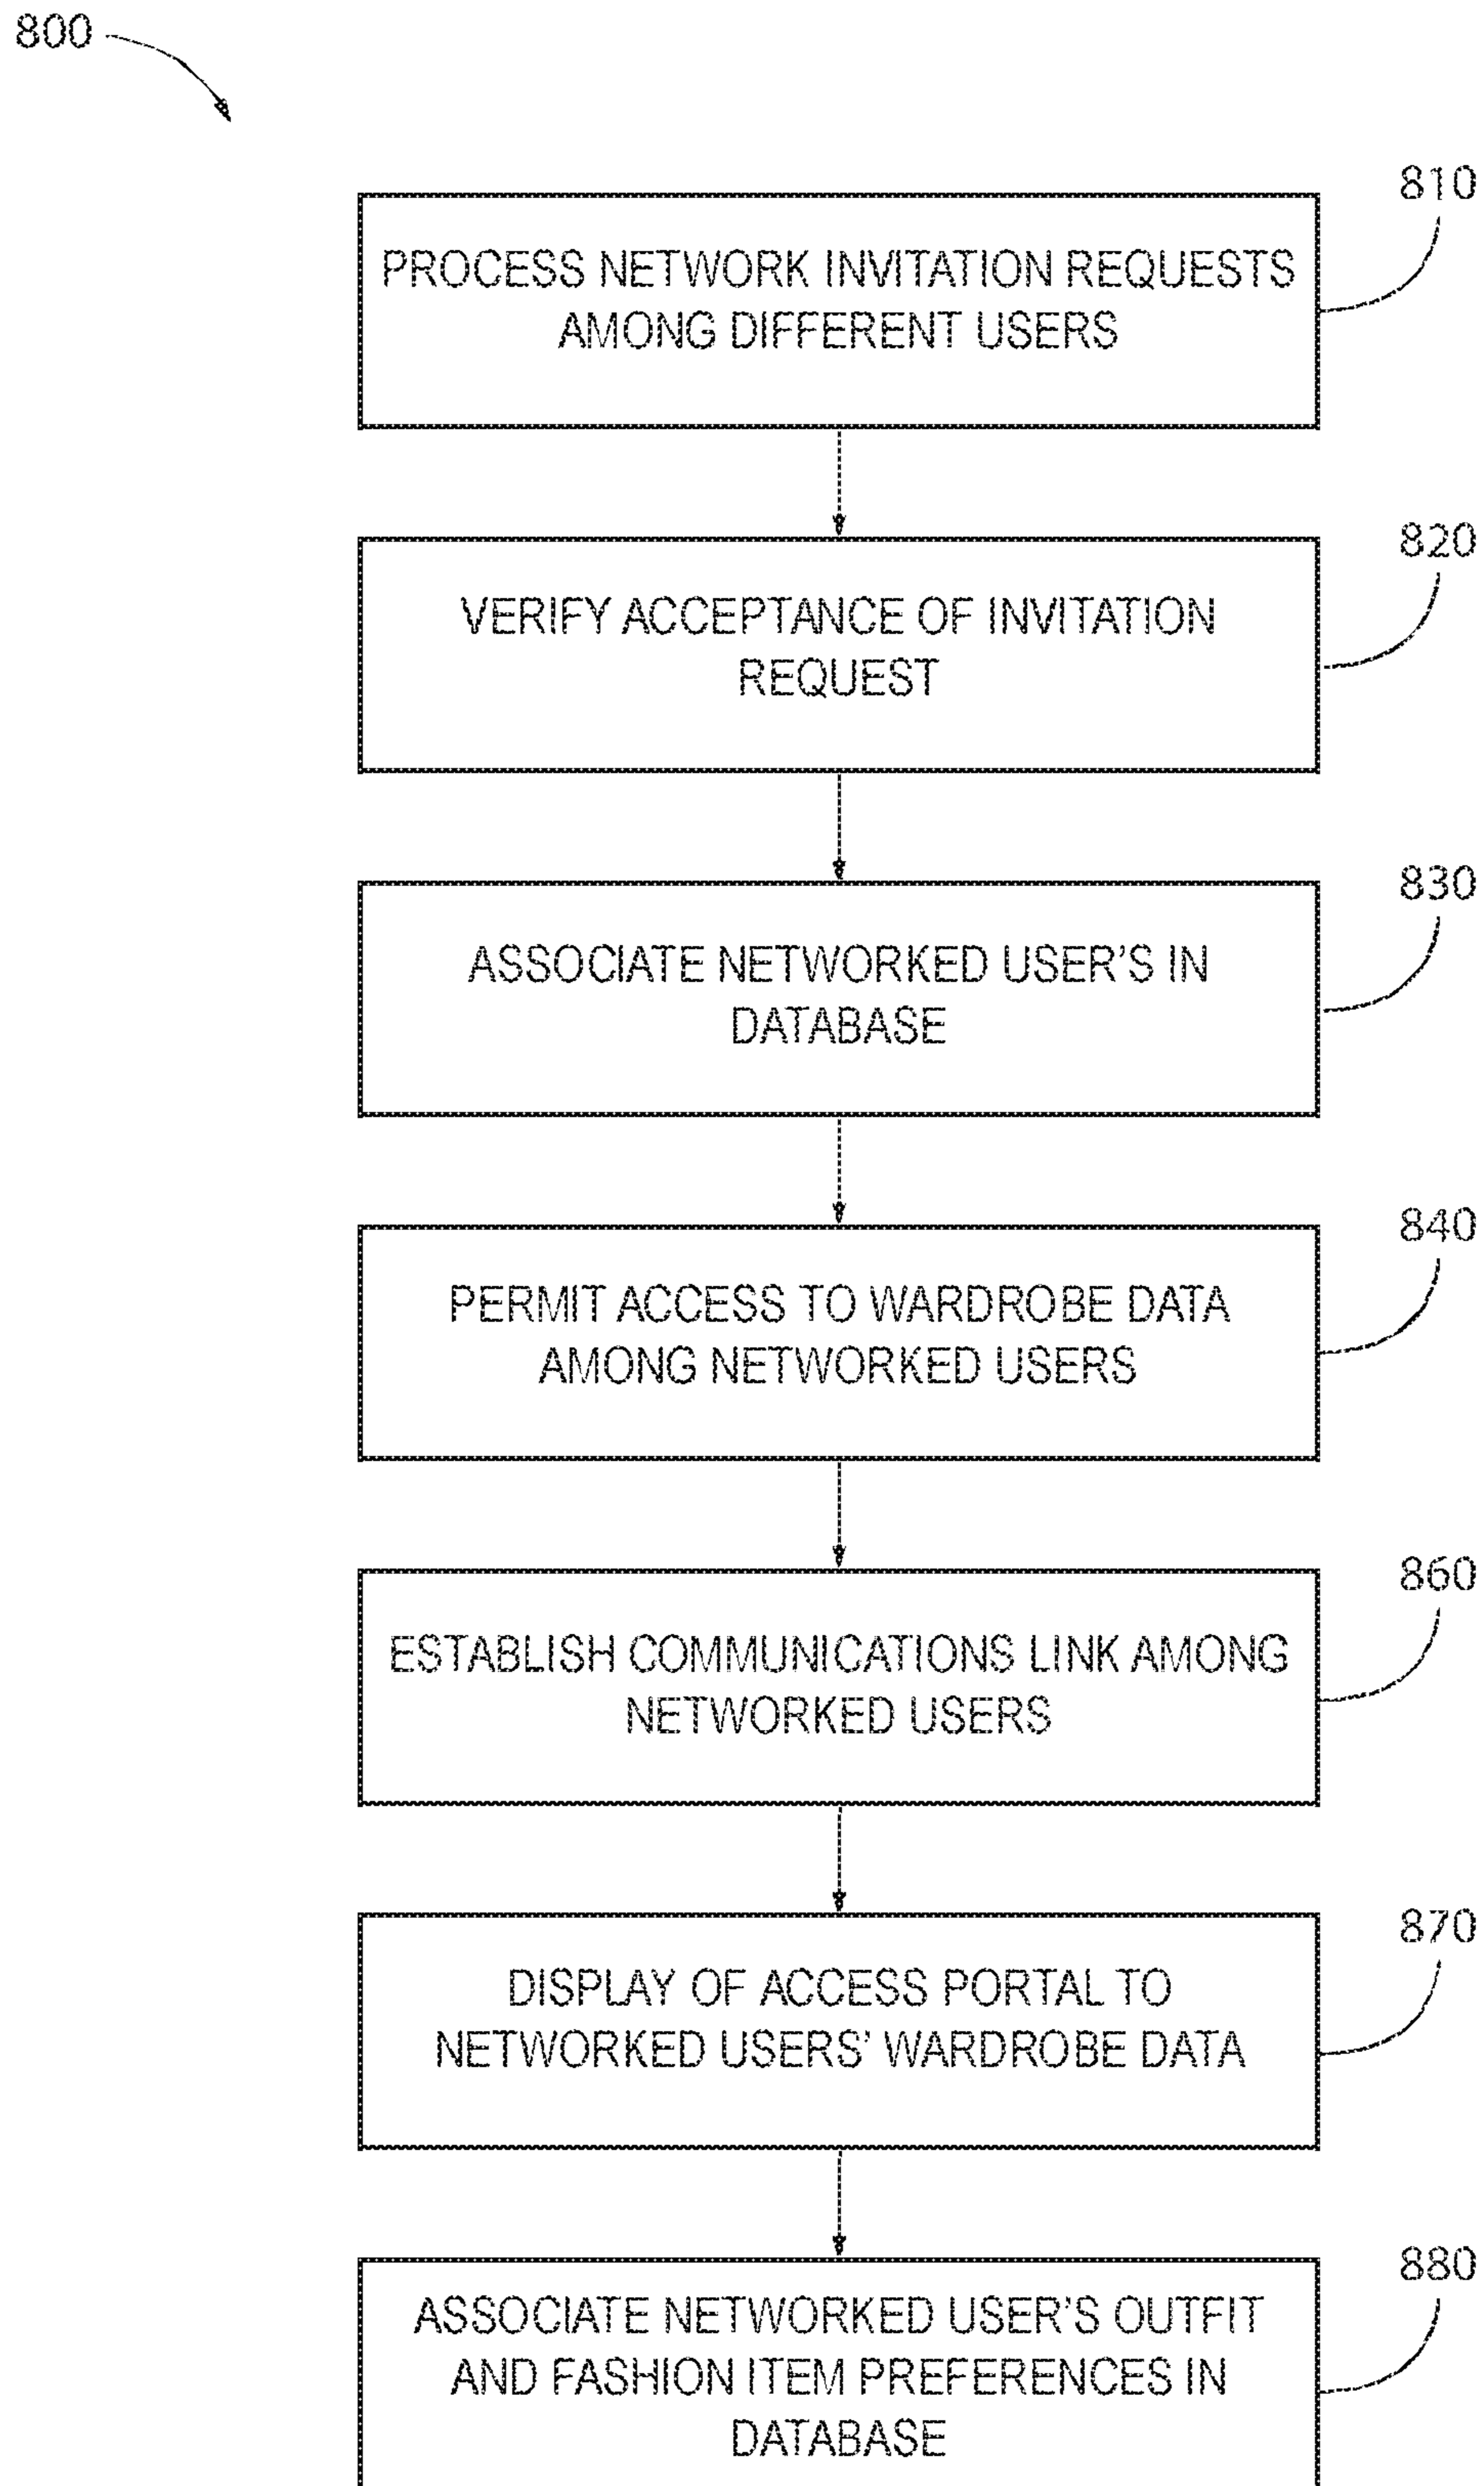 800
810
PROCESS NETWORK INVITATION REQUESTS
AMONG DIFFERENT USERS
820
VERIFY ACCEPTANCE OF INVITATION
REQUEST
830
ASSOCIATE NETWORKED USER'S IN
DATABASE
840
PERMIT ACCESS TO WARDROBE DATA
AMONG NETWORKED USERS
860
ESTABLISH COMMUNICATIONS LINK AMONG
NETWORKED USERS
870
DISPLAY OF ACCESS PORTAL TO
NETWORKED USERS' WARDROBE DATA
880
ASSOCIATE NETWORKED USER'S OUTFIT
AND FASHION ITEM PREFERENCES IN
DATABASE